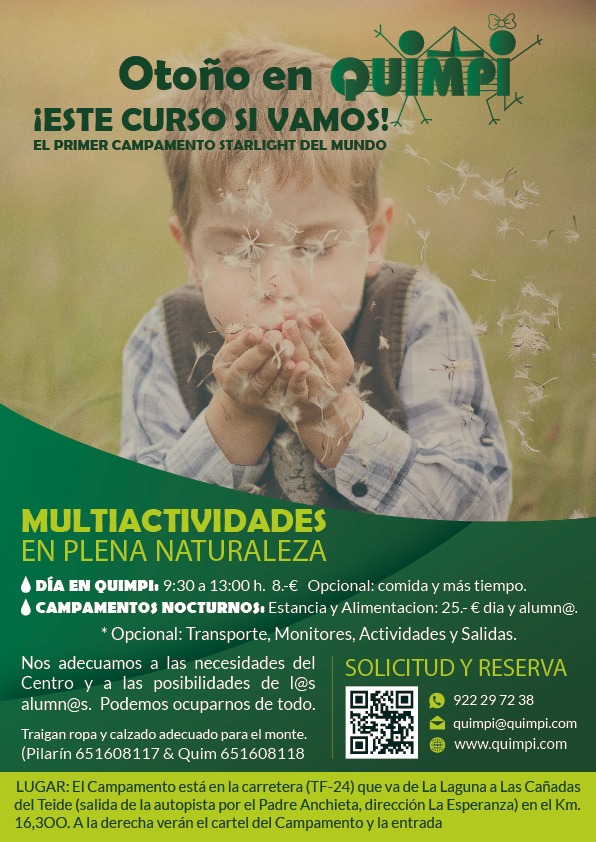 Otoño en QUIMPI
¡ESTE CURSO SI VAMOS!
EL PRIMER CAMPAMENTO STARLIGHT DEL MUNDO
MULTIACTIVIDADES
EN PLENA NATURALEZA
DÍA EN QUIMPI: 9:30 a 13:00 h. 8.-€ Opcional: comida y más tiempo.
CAMPAMENTOS NOCTURNOS: Estancia y Alimentacion: 25.- € dia y alumn@.
* Opcional: Transporte, Monitores, Actividades y Salidas.
Nos adecuamos a las necesidades del
Centro y a las posibilidades de l@s
alumn@s. Podemos ocuparnos de todo.
Traigan ropa y calzado adecuado para el monte.
(Pilarín 651608117 & Quim 651608118
SOLICITUD Y RESERVA
922 29 72 38
quimpi@quimpi.com
www.quimpi.com
LUGAR: El Campamento está en la carretera (TF-24) que va de La Laguna a Las Cañadas
del Teide (salida de la autopista por el Padre Anchieta, dirección La Esperanza) en el Km.
16,3OO. A la derecha verán el cartel del Campamento y la entrada